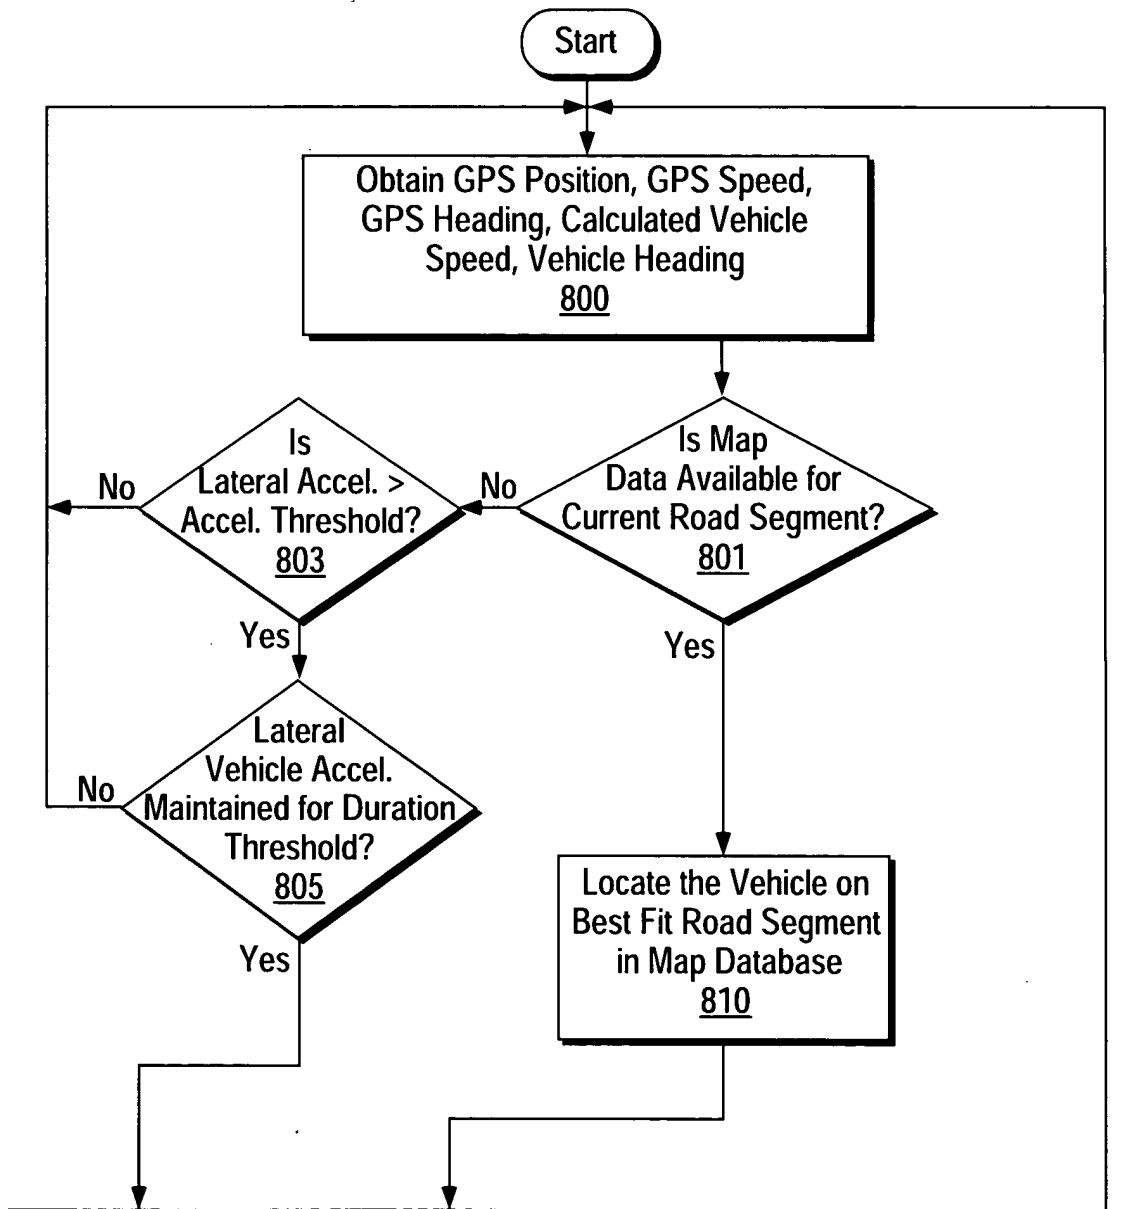 Start
Obtain GPS Position, GPS Speed,
GPS Heading, Calculated Vehicle
Speed, Vehicle Heading
800
Is Map
Data Available for
Current Road Segment?
801
No
Yes
Is
Lateral Accel. >
Accel. Threshold?
803
No
Yes
Lateral
Vehicle Accel.
Maintained for Duration
Threshold?
805
No
Yes
Locate the Vehicle on
Best Fit Road Segment
in Map Database
810